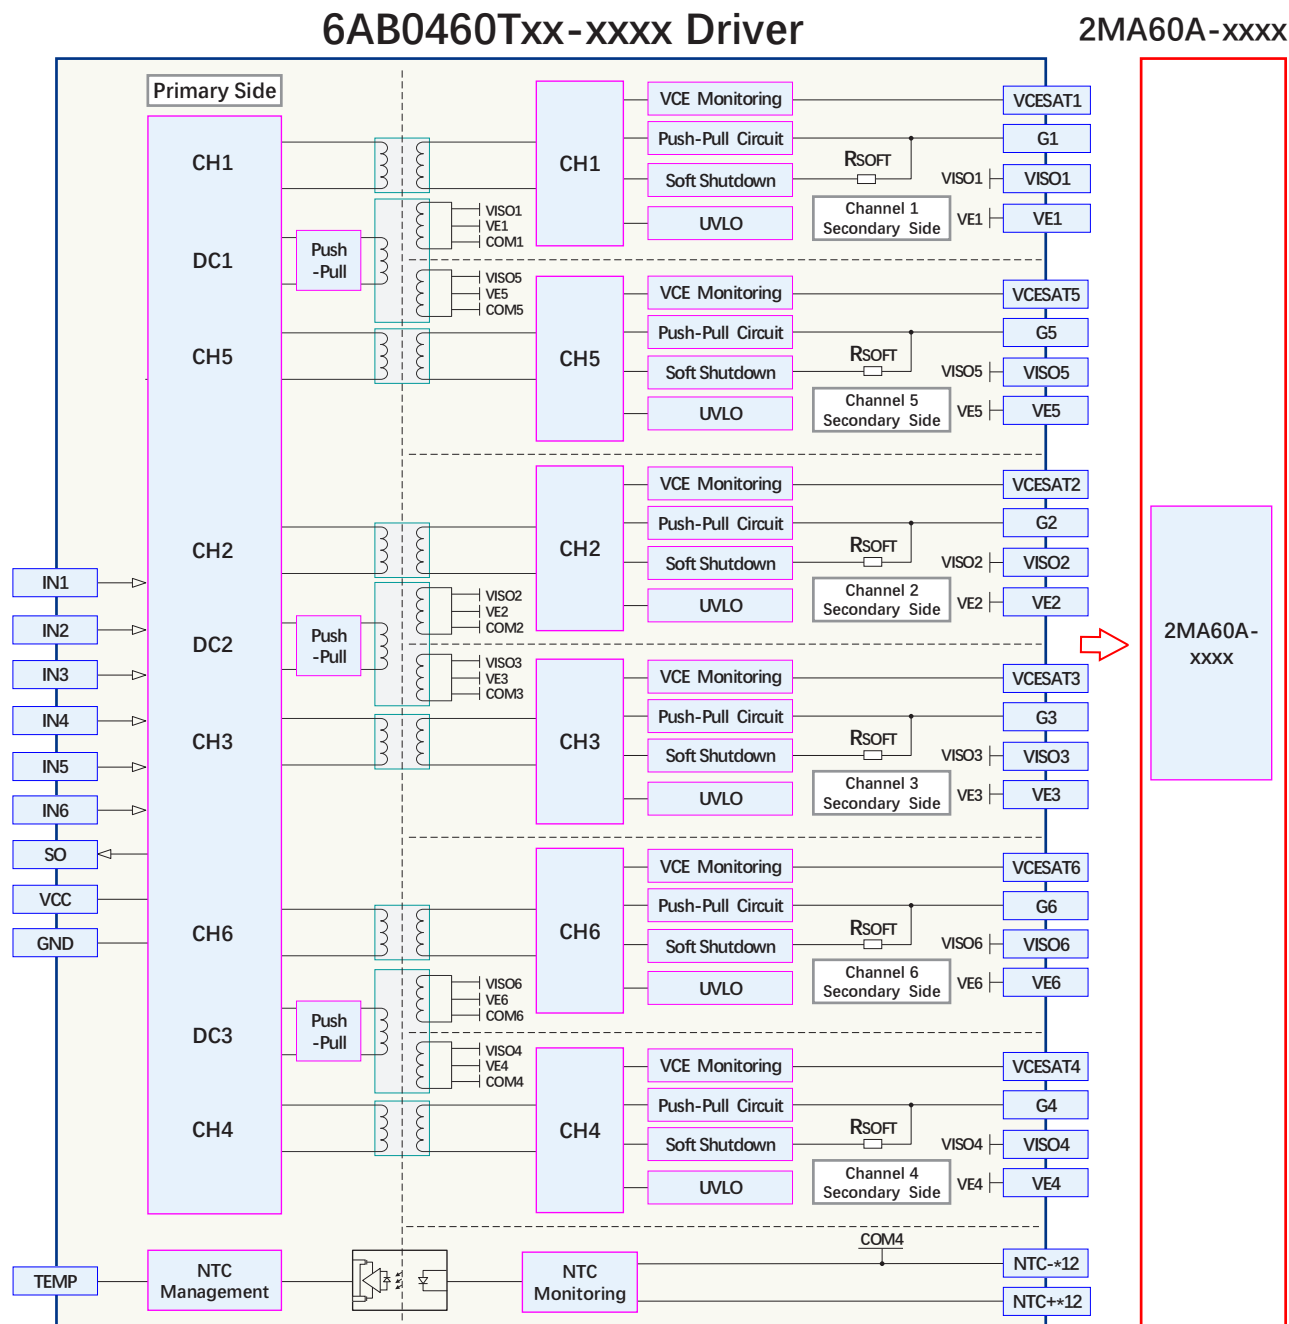 6AB0460Txx-xxxx Driver
2MA60A-xxxx
Primary Side
CH1
DC1
CH5
CH2
DC2
CH3
CH6
DC3
CH4
Push
-Pull
Push
-Pull
Push
-Pull
IN1
IN2
IN3
IN4
IN5
IN6
SO
VCC
GND
TEMP
VISO1
VE1
COM1
VISO5
VE5
COM5
VISO2
VE2
COM2
VISO3
VE3
COM3
VISO6
VE6
COM6
VISO4
VE4
COM4
CH1
VCE Monitoring
Push-Pull Circuit
Soft Shutdown
UVLO
RSOFT
Channel 1
Secondary Side
VISO1
VE1
VCESAT1
G1
VISO1
VE1
CH5
VCE Monitoring
Push-Pull Circuit
Soft Shutdown
UVLO
RSOFT
Channel 5
Secondary Side
VISO5
VE5
VCESAT5
G5
VISO5
VE5
CH2
VCE Monitoring
Push-Pull Circuit
Soft Shutdown
UVLO
RSOFT
Channel 2
Secondary Side
VISO2
VE2
VCESAT2
G2
VISO2
VE2
CH3
VCE Monitoring
Push-Pull Circuit
Soft Shutdown
UVLO
RSOFT
Channel 3
Secondary Side
VISO3
VE3
VCESAT3
G3
VISO3
VE3
CH6
VCE Monitoring
Push-Pull Circuit
Soft Shutdown
UVLO
RSOFT
Channel 6
Secondary Side
VISO6
VE6
VCESAT6
G6
VISO6
VE6
CH4
VCE Monitoring
Push-Pull Circuit
Soft Shutdown
UVLO
RSOFT
Channel 4
Secondary Side
VISO4
VE4
VCESAT4
G4
VISO4
VE4
NTC
Management
NTC
Monitoring
COM4
NTC-*12
NTC+*12
2MA60A-
xxxx